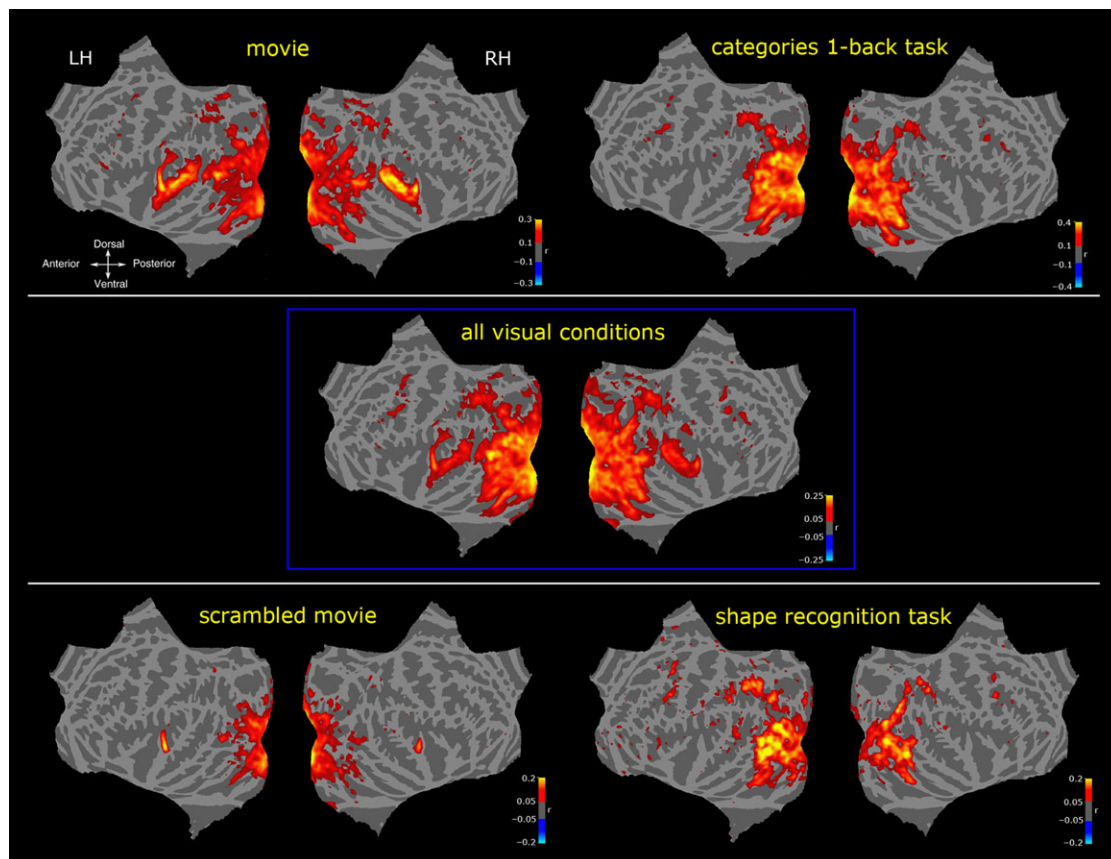 movie
LH
RH
categories 1-back task
Dorsal
Anterior
Posterior
Ventral
0.3
0.1
r
−0.1
−0.3
0.4
0.1
r
−0.1
−0.4
all visual conditions
0.25
0.05
r
−0.05
−0.25
scrambled movie
shape recognition task
0.2
0.05
r
−0.05
−0.2
0.2
0.05
r
−0.05
−0.2